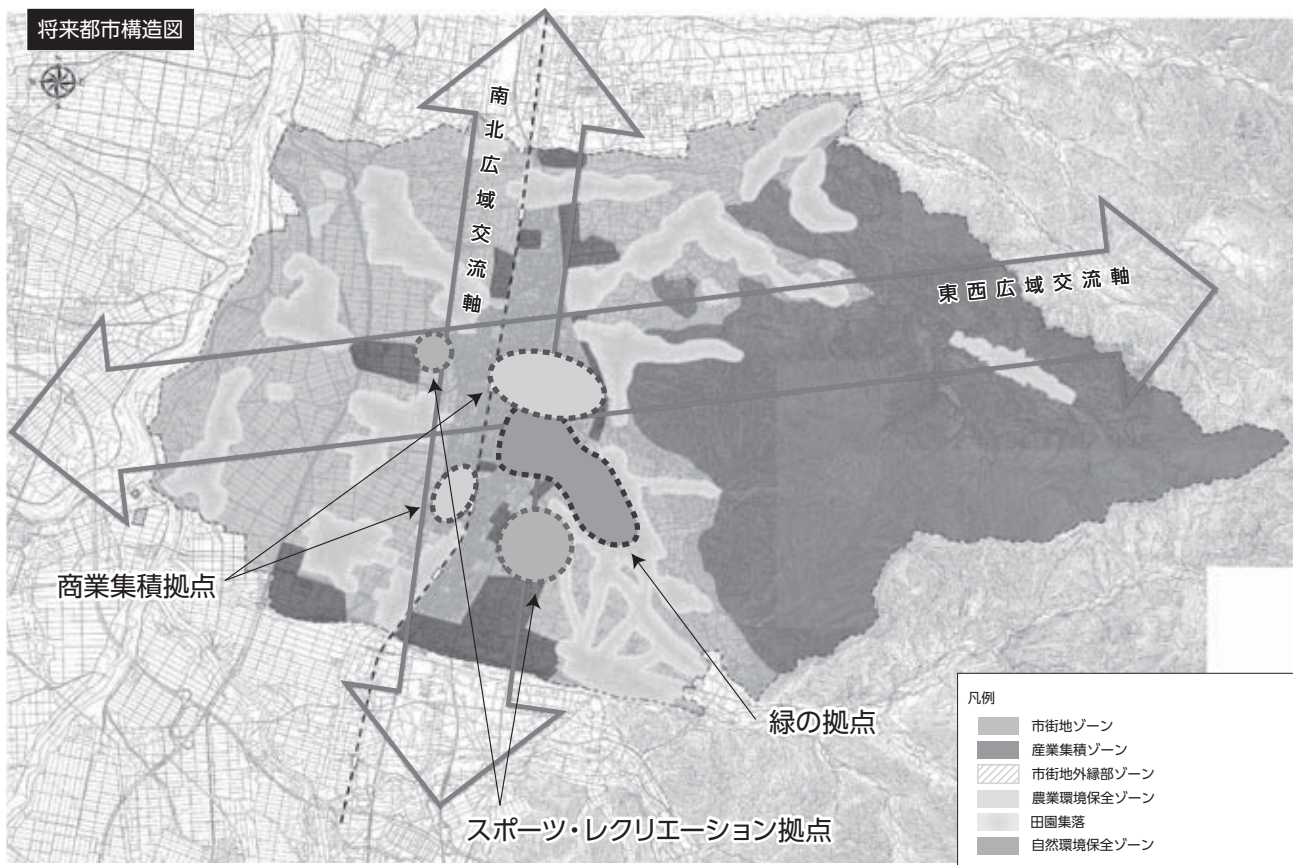 将来都市構造図
南北広域交流軸
東西広域交流軸
商業集積拠点
緑の拠点
スポーツ・レクリエーション拠点
凡例
市街地ゾーン
産業集積ゾーン
市街地外縁部ゾーン
農業環境保全ゾーン
田園集落
自然環境保全ゾーン